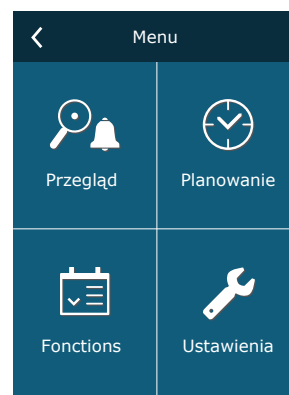 Menu
Przegląd
Planowanie
Fonctions
Ustawienia